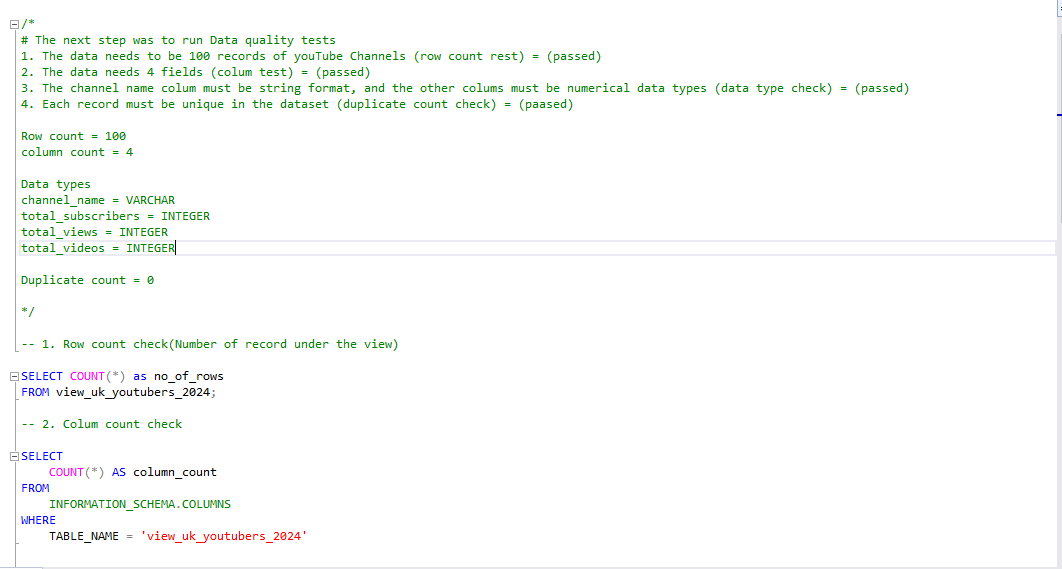 /*
# The next step was to run Data quality tests
1. The data needs to be 100 records of youTube Channels (row count rest) = (passed)
2. The data needs 4 fields (colum test) = (passed)
3. The channel name colum must be string format, and the other colums must be numerical data types (data type check) = (passed)
4. Each record must be unique in the dataset (duplicate count check) = (paased)
Row count = 100
column count = 4
Data types
channel_name = VARCHAR
total_subscribers = INTEGER
total_views = INTEGER
total_videos = INTEGER
Duplicate count = 0
*/
-- 1. Row count check(Number of record under the view)
SELECT COUNT(*) as no_of_rows
FROM view_uk_youtubers_2024;
-- 2. Colum count check
SELECT
COUNT(*) AS column_count
FROM
INFORMATION_SCHEMA.COLUMNS
WHERE
TABLE_NAME = 'view_uk_youtubers_2024'